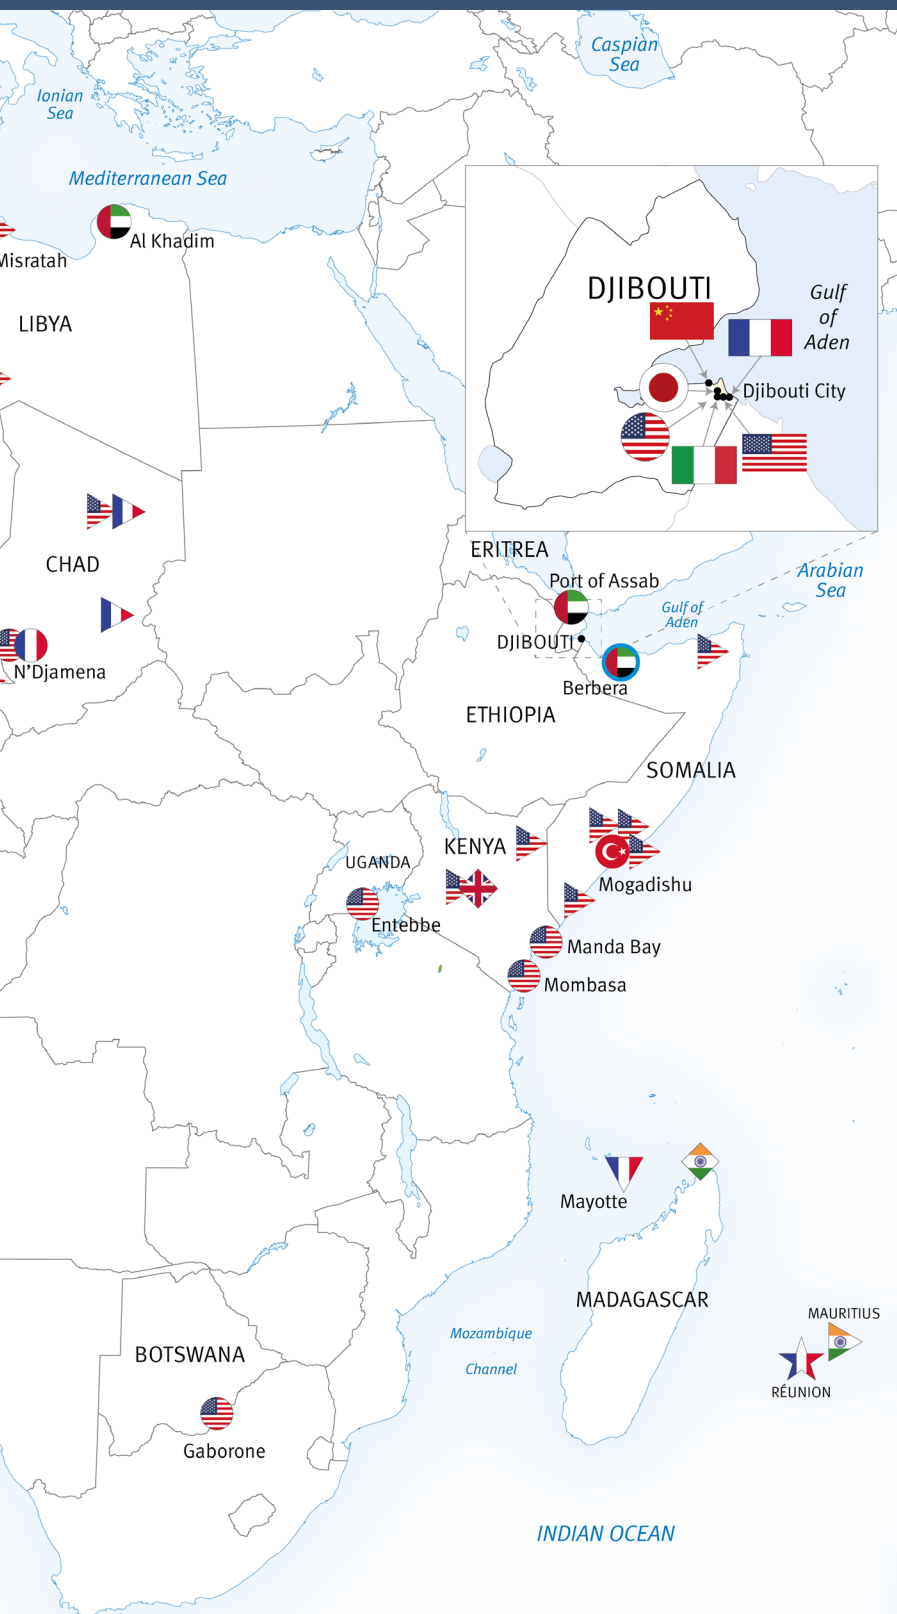 Caspian
Sea
Ionian
Sea
Mediterranean Sea
Al Khadim
Misratah
LIBYA
DJIBOUTI
Gulf
of
Aden
Djibouti City
CHAD
N'Djamena
ERITREA
Port of Assab
Arabian
Sea
Gulf of
Aden
DJIBOUTI
Berbera
ETHIOPIA
SOMALIA
KENYA
UGANDA
Mogadishu
Entebbe
Manda Bay
Mombasa
Mayotte
MADAGASCAR
MAURITIUS
Mozambique
Channel
BOTSWANA
RÉUNION
Gaborone
INDIAN OCEAN